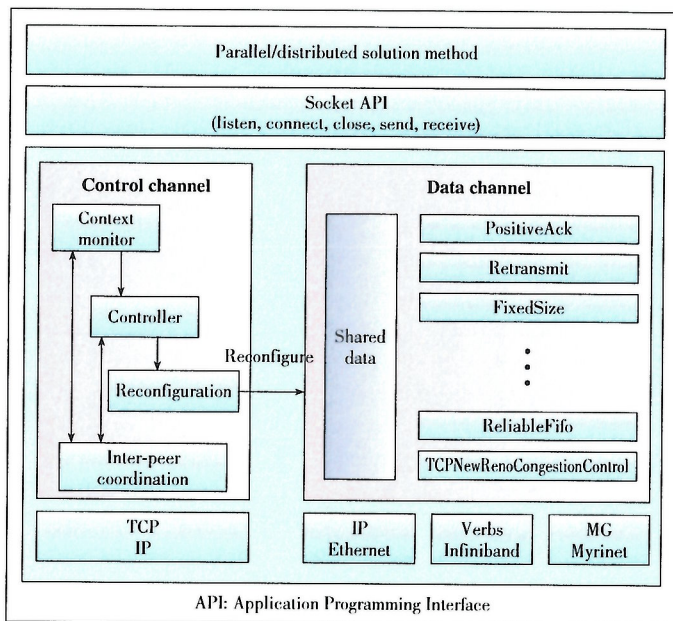 Parallel/distributed solution method
Socket API
(listen, connect, close, send, receive)
Control channel
Context
monitor
Controller
Reconfiguration
Inter-peer
coordination
Reconfigure
Data channel
Shared
data
PositiveAck
Retransmit
FixedSize
ReliableFifo
TCPNewRenoCongestionControl
TCP
IP
IP
Ethernet
Verbs
Infiniband
MG
Myrinet
API: Application Programming Interface